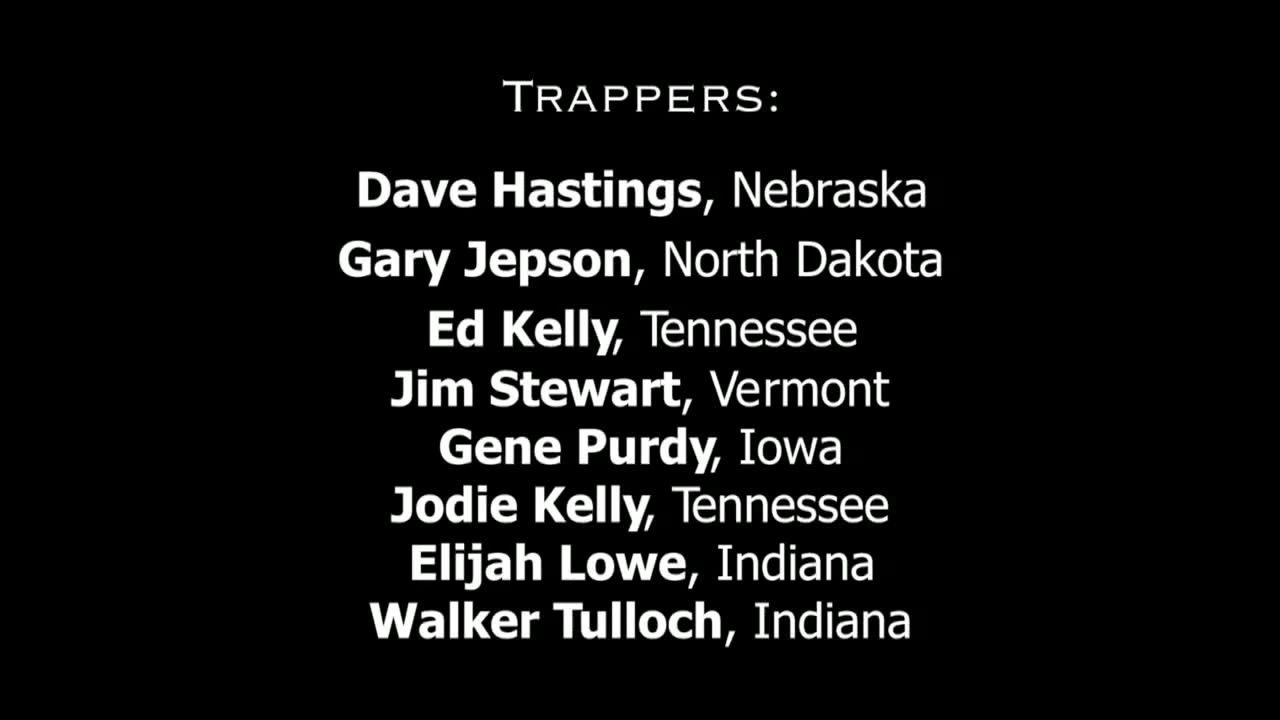 Trappers:
Dave Hastings, Nebraska
Gary Jepson, North Dakota
Ed Kelly, Tennessee
Jim Stewart, Vermont
Gene Purdy, Iowa
Jodie Kelly, Tennessee
Elijah Lowe, Indiana
Walker Tulloch, Indiana